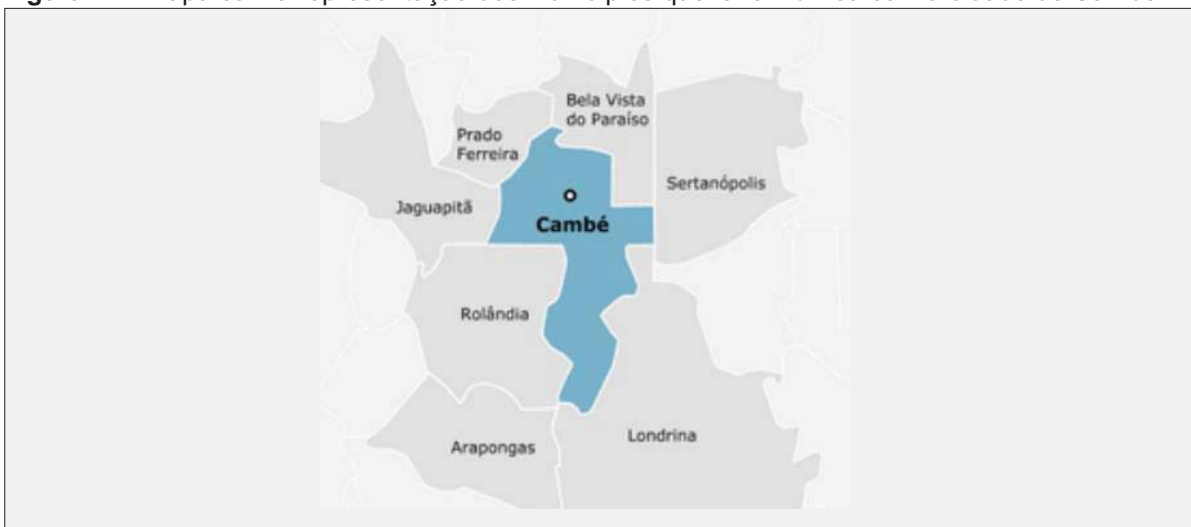 Bela Vista
do Paraíso
Prado
Ferreira
Sertanópolis
Jaguapitã
Cambé
Rolândia
Londrina
Arapongas